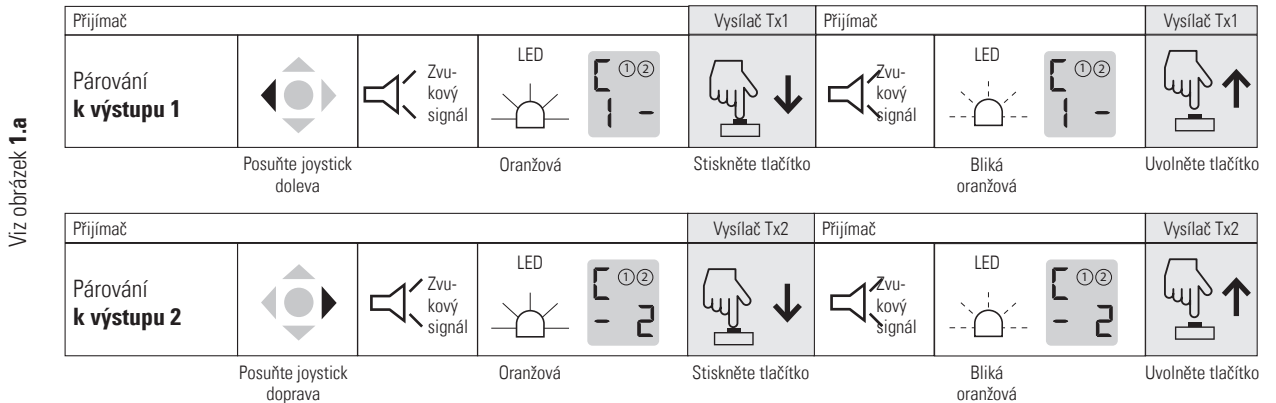 Viz obrázek 1.a
Přijímač
Vysílač Tx1
Přijímač
Vysílač Tx1
Párování
k výstupu 1
Zvu-
kový
signál
LED
C ①②
1 -
Zvu-
kový
signál
LED
C ①②
1 -
Posuňte joystick
doleva
Oranžová
Stiskněte tlačítko
Bliká
oranžová
Uvolněte tlačítko
Přijímač
Vysílač Tx2
Přijímač
Vysílač Tx2
Párování
k výstupu 2
Zvu-
kový
signál
LED
C ①②
- 2
Zvu-
kový
signál
LED
C ①②
- 2
Posuňte joystick
doprava
Oranžová
Stiskněte tlačítko
Bliká
oranžová
Uvolněte tlačítko